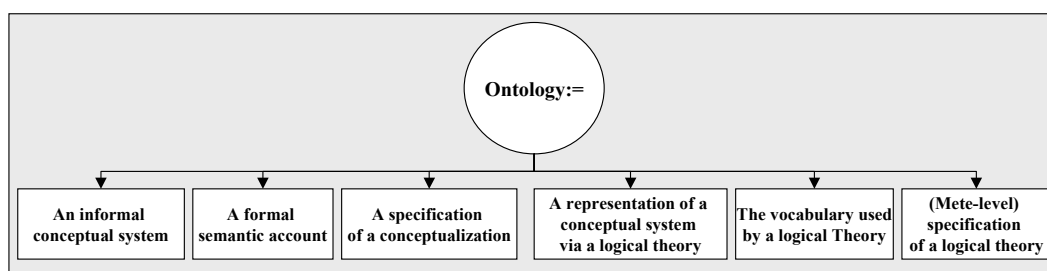 Ontology:=
An informal
conceptual system
A formal
semantic account
A specification
of a conceptualization
A representation of a
conceptual system
via a logical theory
The vocabulary used
by a logical Theory
(Mete-level)
specification
of a logical theory